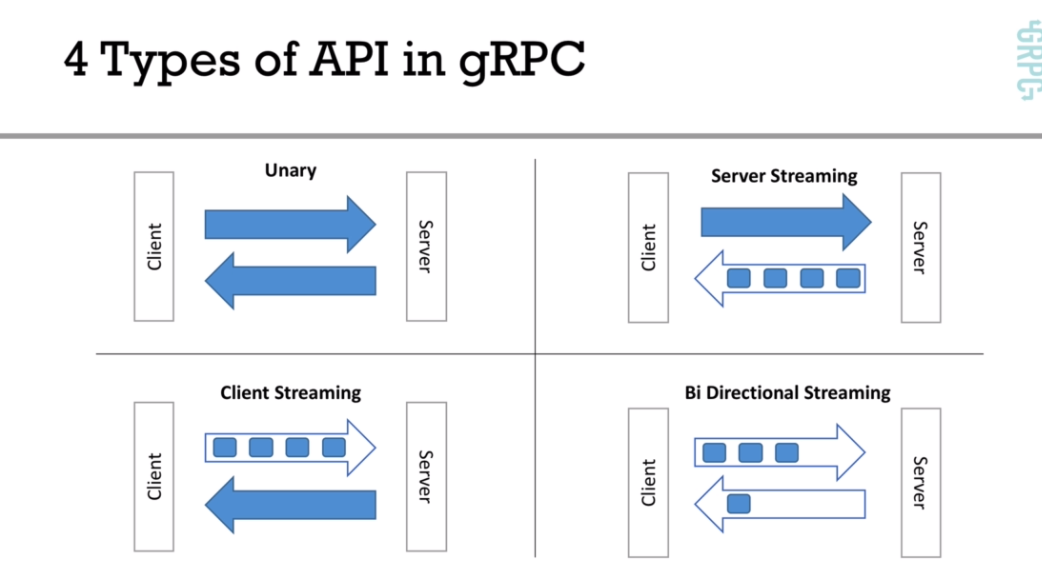 4 Types of API in gRPC
GRPC
Unary
Client
Server
Server Streaming
Client
Server
Client Streaming
Client
Server
Bi Directional Streaming
Client
Server